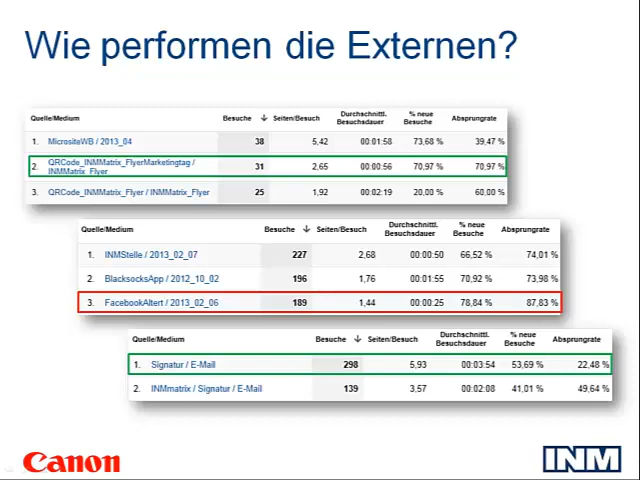 Wie performen die Externen?
Quelle/Medium Besuche Seiten/Besuch Durchschnittl. Besuchsdauer % neue Besuche Absprungrate
1. MicrositeWB / 2013_04 38 5,42 00:01:58 73,68 % 39,47 %
2. QRCode_INMMatrix_FlyerMarketingtag / INMMatrix_Flyer 31 2,65 00:00:56 70,97 % 70,97 %
3. QRCode_INMMatrix_Flyer / INMMatrix_Flyer 25 1,92 00:02:19 20,00 % 60,00 %
Quelle/Medium Besuche Seiten/Besuch Durchschnittl. Besuchsdauer % neue Besuche Absprungrate
1. INMStelle / 2013_02_07 227 2,68 00:00:50 66,52 % 74,01 %
2. BlacksocksApp / 2012_10_02 196 1,76 00:01:55 70,92 % 73,98 %
3. FacebookAltert / 2013_02_06 189 1,44 00:00:25 78,84 % 87,83 %
Quelle/Medium Besuche Seiten/Besuch Durchschnittl. Besuchsdauer % neue Besuche Absprungrate
1. Signatur / E-Mail 298 5,93 00:03:54 53,69 % 22,48 %
2. INMmatrix / Signatur / E-Mail 139 3,57 00:02:08 41,01 % 49,64 %
Canon INM